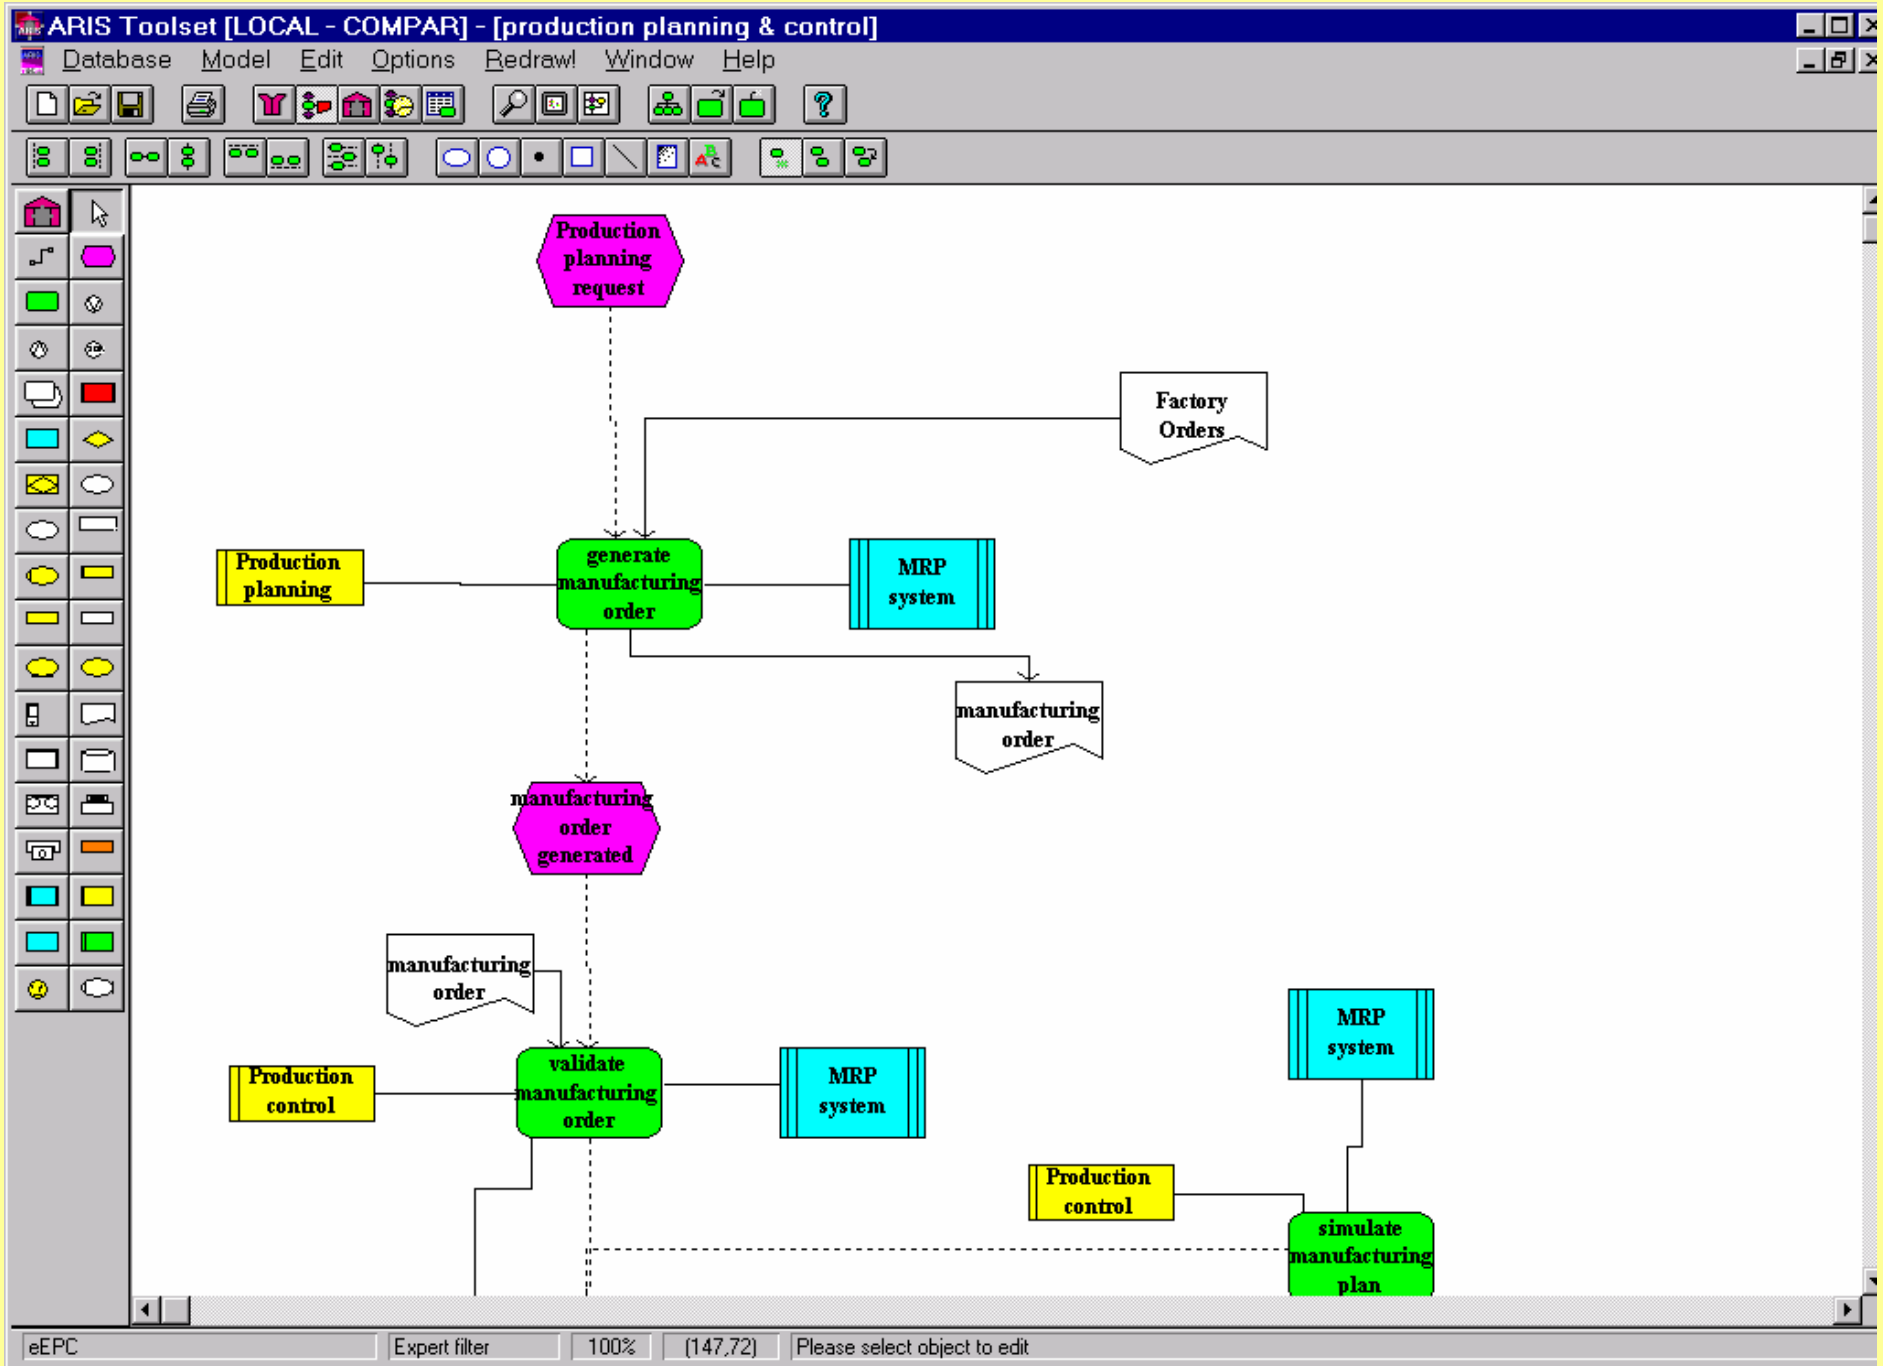 ARIS Toolset [LOCAL - COMPAR] - [production planning & control]
Database Model Edit Options Redraw! Window Help
Production
planning
request
Factory
Orders
Production
planning
generate
manufacturing
order
MRP
system
manufacturing
order
manufacturing
order
generated
manufacturing
order
Production
control
validate
manufacturing
order
MRP
system
MRP
system
Production
control
simulate
manufacturing
plan
eEPC Expert filter 100% (147,72) Please select object to edit